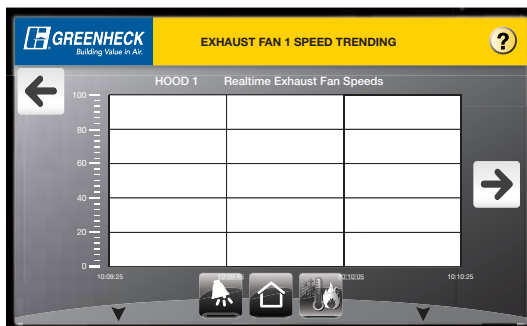 GREENHECK
Building Value in Air.
EXHAUST FAN 1 SPEED TRENDING
?
HOOD 1 Realtime Exhaust Fan Speeds
100
80
60
40
20
0
10:09:25 10:10:05 10:10:25